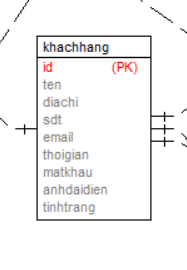 khachhang
id (PK)
ten
diachi
sdt
email
thoigian
matkhau
anhdaidien
tinhtrang